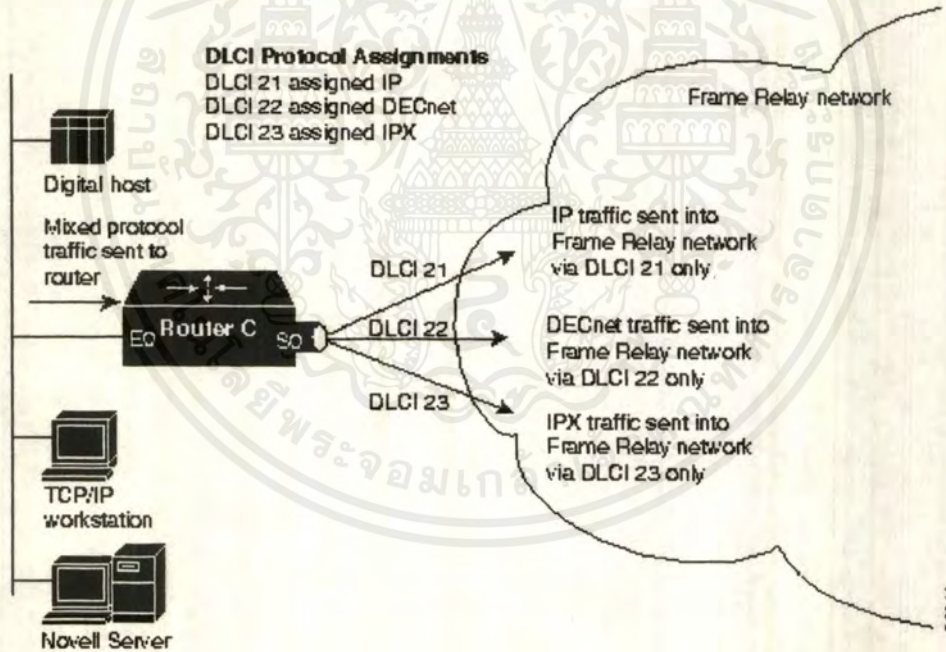 DLCI Protocol Assignments
DLCI 21 assigned IP
DLCI 22 assigned DECnet
DLCI 23 assigned IPX
Frame Relay network
Digital host
Mixed protocol
traffic sent to
router
E0 Router C S0
DLCI 21
DLCI 22
DLCI 23
IP traffic sent into
Frame Relay network
via DLCI 21 only
DECnet traffic sent into
Frame Relay network
via DLCI 22 only
IPX traffic sent into
Frame Relay network
via DLCI 23 only
TCP/IP
workstation
Novell Server